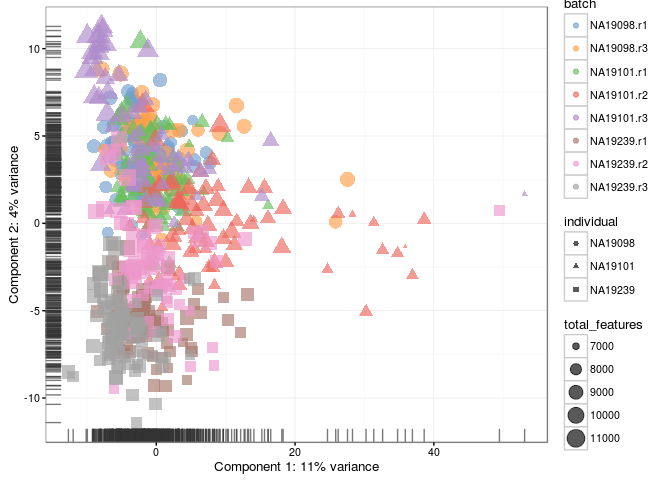 batch
NA19098.r1
NA19098.r3
NA19101.r1
NA19101.r2
NA19101.r3
NA19239.r1
NA19239.r2
NA19239.r3
individual
NA19098
NA19101
NA19239
total_features
7000
8000
9000
10000
11000
Component 2: 4% variance
10
5
0
-5
-10
0
20
40
Component 1: 11% variance